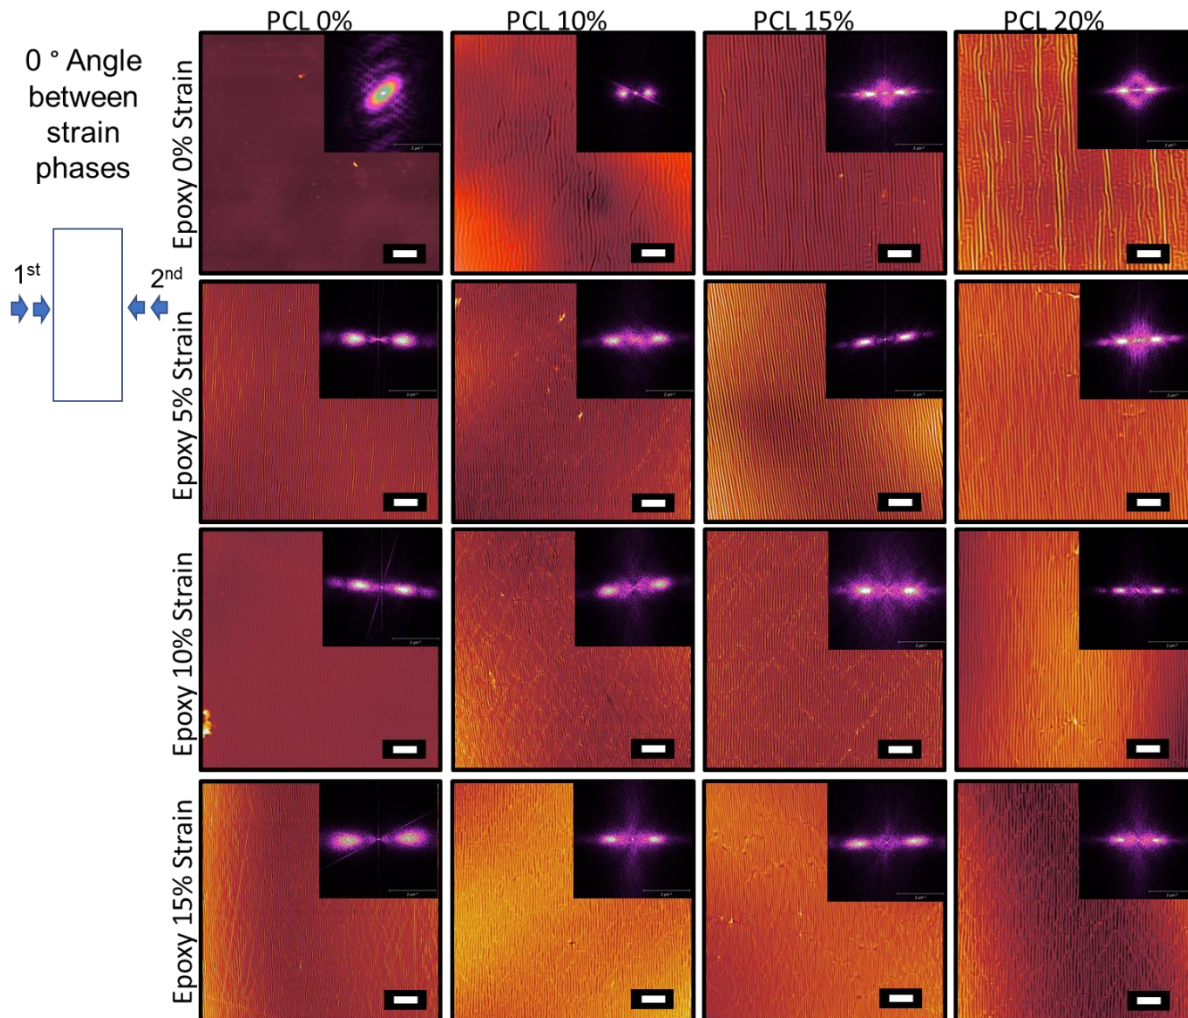 PCL 0%
PCL 10%
PCL 15%
PCL 20%
0 ° Angle
between
strain
phases
1st
2nd
Epoxy 0% Strain
Epoxy 5% Strain
Epoxy 10% Strain
Epoxy 15% Strain